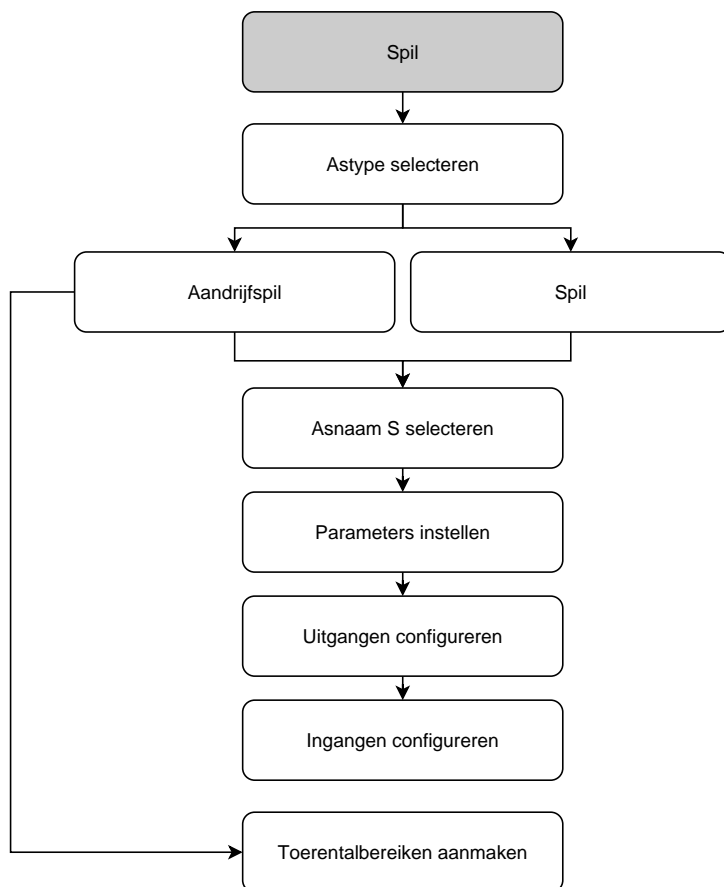 Spil
Astype selecteren
Aandrijfspil
Spil
Asnaam S selecteren
Parameters instellen
Uitgangen configureren
Ingangen configureren
Toerentalbereiken aanmaken